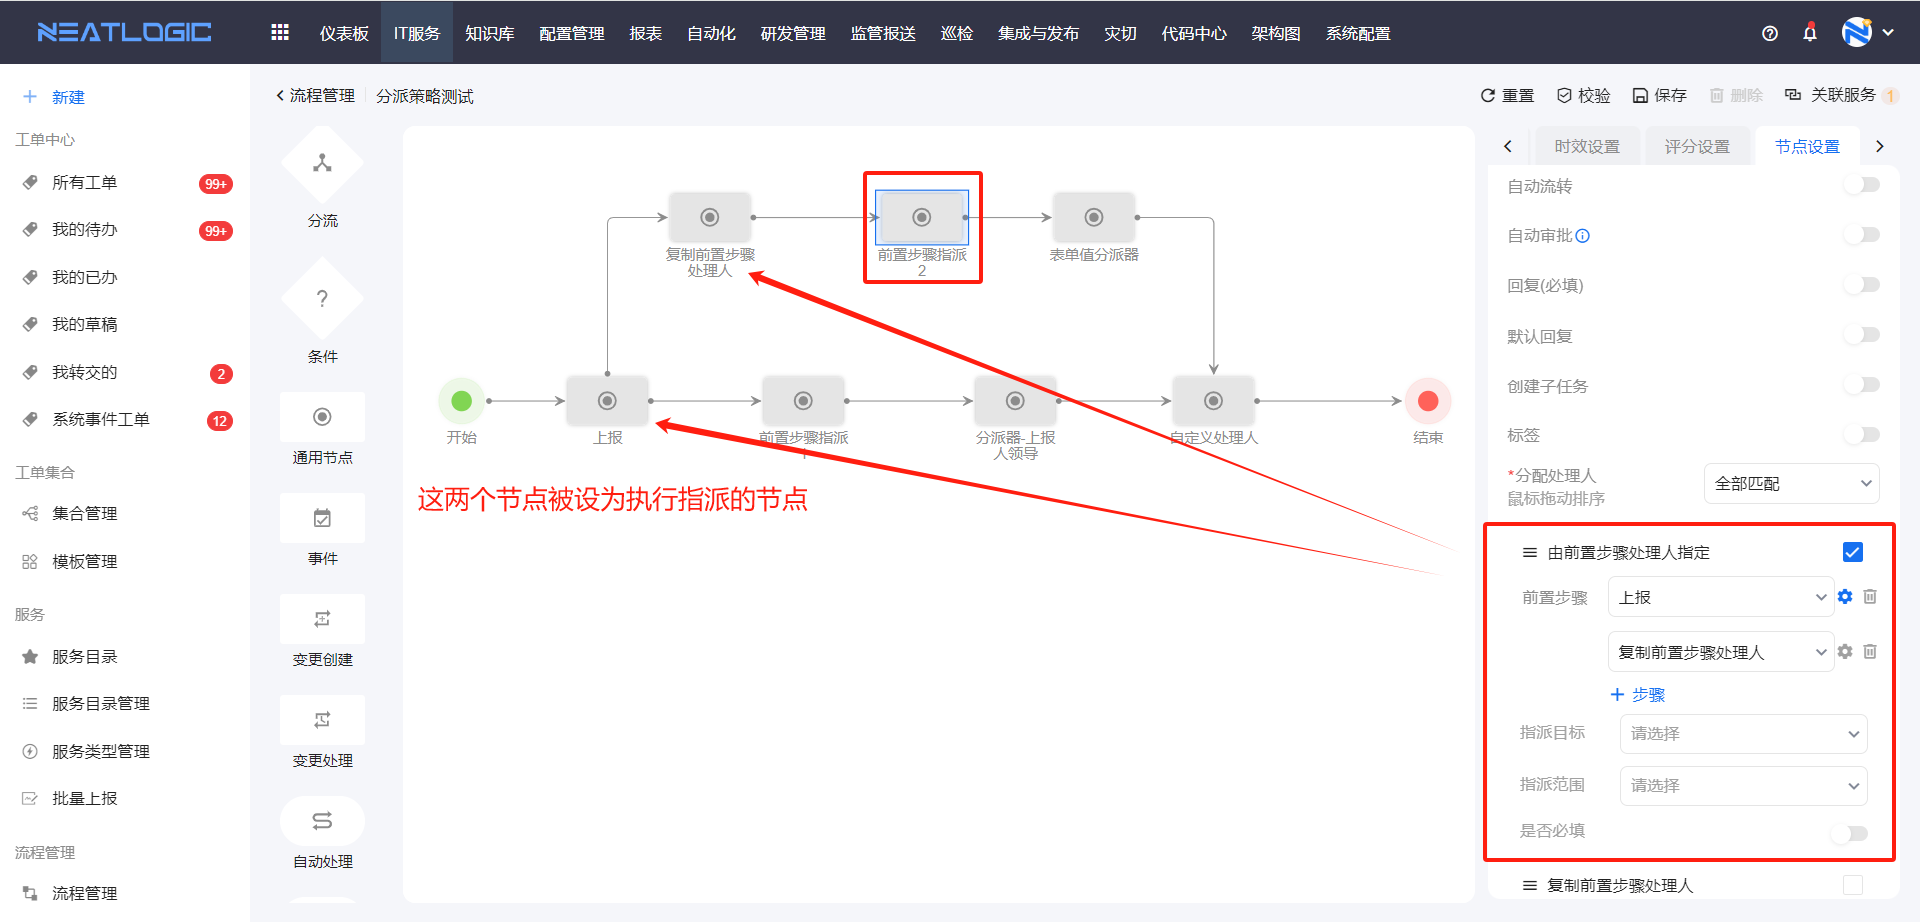 NEATLOGIC
仪表板
IT服务
知识库
配置管理
报表
自动化
研发管理
监管报送
巡检
集成与发布
灾切
代码中心
架构图
系统配置
新建
工单中心
所有工单
99+
我的待办
99+
我的已办
我的草稿
我转交的
2
系统事件工单
12
工单集合
集合管理
模板管理
服务
服务目录
服务目录管理
服务类型管理
批量上报
流程管理
流程管理
流程管理
分派策略测试
重置
校验
保存
删除
关联服务
1
分流
?
条件
通用节点
事件
变更创建
变更处理
自动处理
复制前置步骤
处理人
前置步骤指派
2
表单值分派器
开始
上报
前置步骤指派
1
分派器-上报
人领导
自定义处理人
结束
这两个节点被设为执行指派的节点
时效设置
评分设置
节点设置
自动流转
自动审批
回复(必填)
默认回复
创建子任务
标签
*分配处理人
鼠标拖动排序
全部匹配
由前置步骤处理人指定
前置步骤
上报
复制前置步骤处理人
步骤
指派目标
请选择
指派范围
请选择
是否必填
复制前置步骤处理人